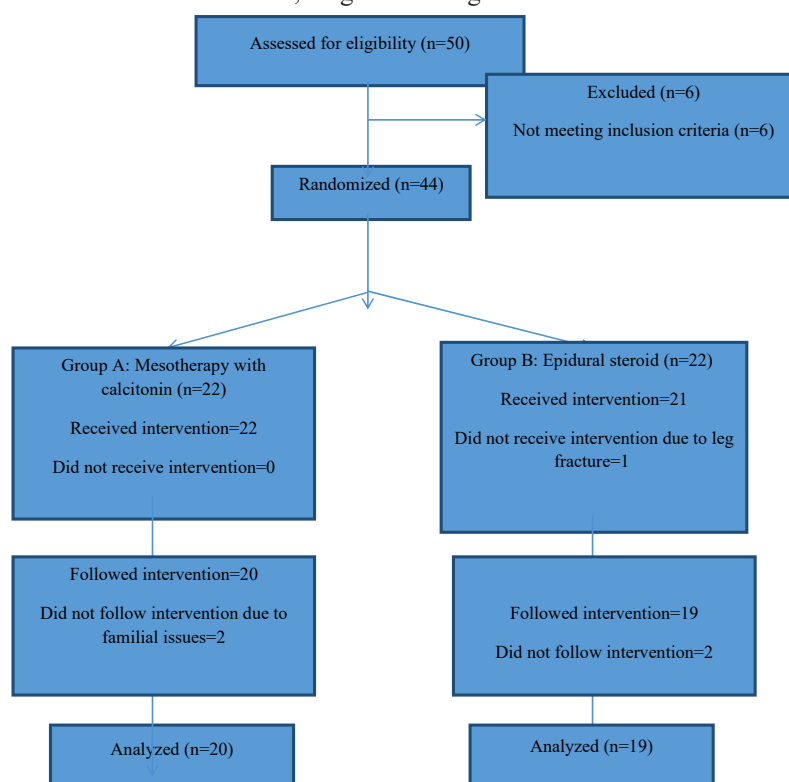 Assessed for eligibility (n=50)
Excluded (n=6)
Not meeting inclusion criteria (n=6)
Randomized (n=44)
Group A: Mesotherapy with
calcitonin (n=22)
Received intervention=22
Did not receive intervention=0
Group B: Epidural steroid (n=22)
Received intervention=21
Did not receive intervention due to leg
fracture=1
Followed intervention=20
Did not follow intervention due to
familial issues=2
Followed intervention=19
Did not follow intervention=2
Analyzed (n=20)
Analyzed (n=19)